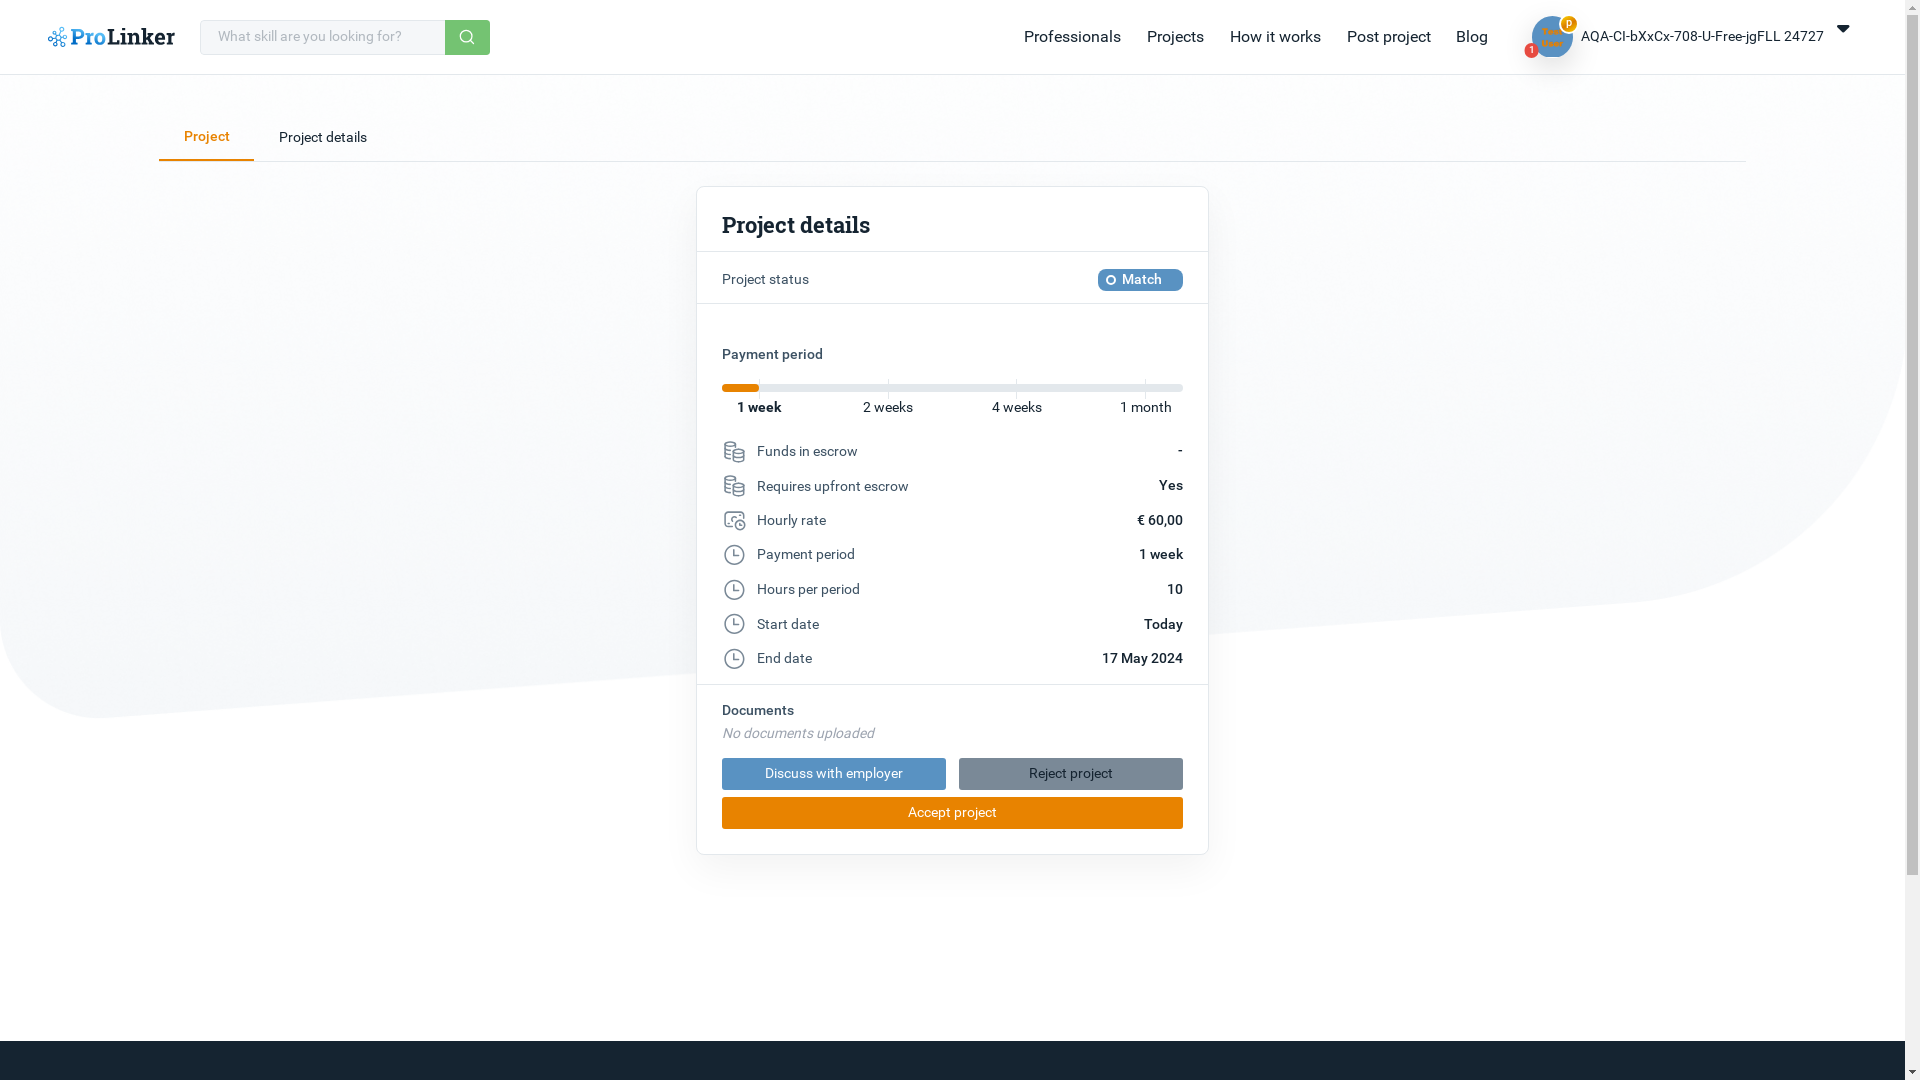 ProLinker
What skill are you looking for?
Professionals
Projects
How it works
Post project
Blog
P
1
AQA-CI-bXxCx-708-U-Free-jgFLL 24727
Project
Project details
Project details
Project status
Match
Payment period
1 week
2 weeks
4 weeks
1 month
Funds in escrow
-
Requires upfront escrow
Yes
Hourly rate
€ 60,00
Payment period
1 week
Hours per period
10
Start date
Today
End date
17 May 2024
Documents
No documents uploaded
Discuss with employer
Reject project
Accept project